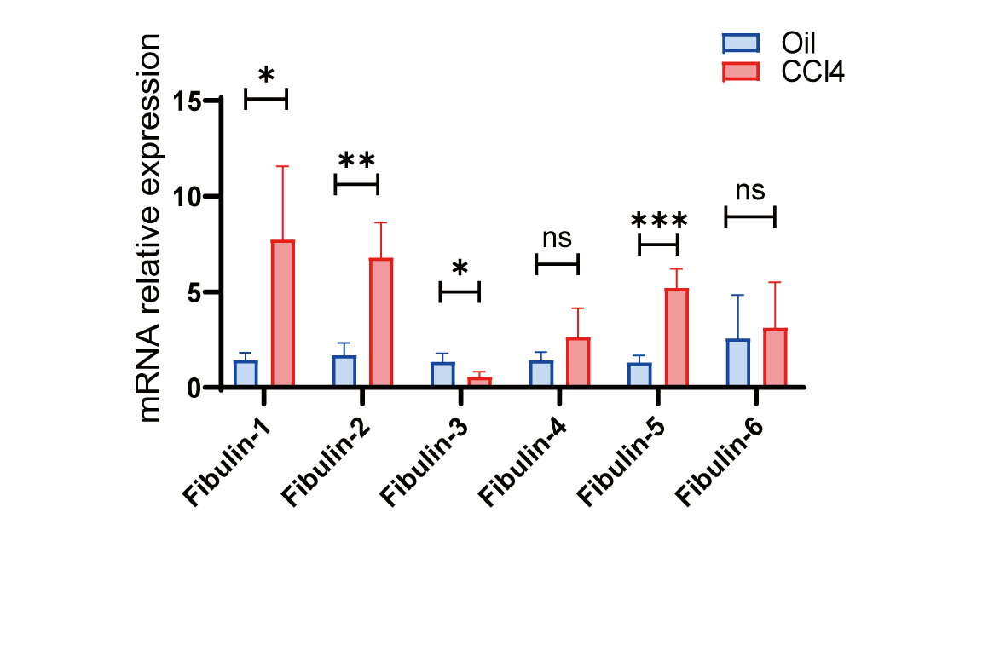 Oil
CCl4
mRNA relative expression
15
10
5
0
*
**
*
ns
***
ns
Fibulin-1
Fibulin-2
Fibulin-3
Fibulin-4
Fibulin-5
Fibulin-6